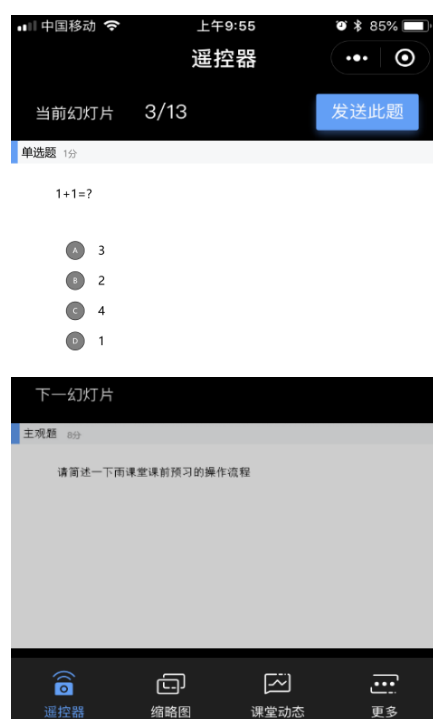 中国移动 上午9:55 85%
遥控器
当前幻灯片 3/13 发送此题
单选题 1分
1+1=?
A 3
B 2
C 4
D 1
下一幻灯片
主观题 8分
请简述一下雨课堂课前预习的操作流程
遥控器 缩略图 课堂动态 更多